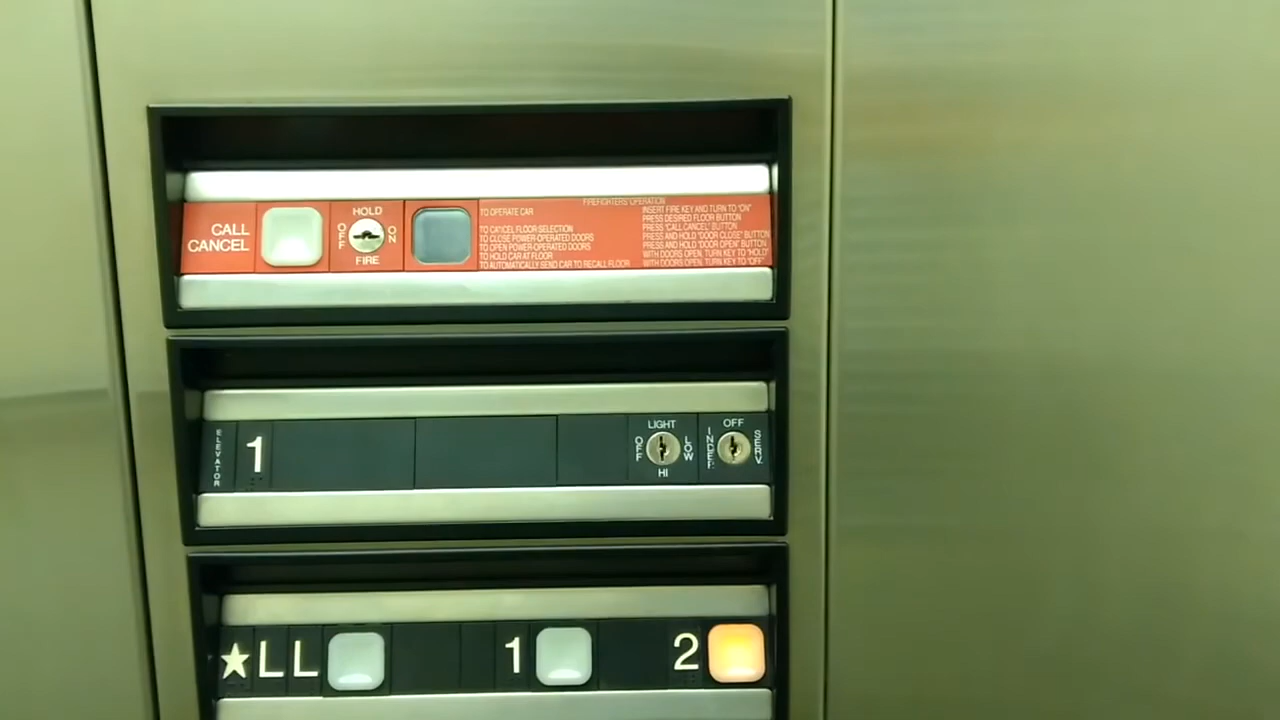 FIREFIGHTERS OPERATION
CALL CANCEL
HOLD
OFF
ON
FIRE
TO OPERATE CAR
INSERT FIRE KEY AND TURN TO "ON"
PRESS DESIRED FLOOR BUTTON
TO CANCEL FLOOR SELECTION
PRESS "CALL CANCEL" BUTTON
TO CLOSE POWER-OPERATED DOORS
PRESS AND HOLD "DOOR CLOSE" BUTTON
TO OPEN POWER-OPERATED DOORS
PRESS AND HOLD "DOOR OPEN" BUTTON
TO HOLD CAR AT FLOOR
WITH DOORS OPEN, TURN KEY TO "HOLD"
TO AUTOMATICALLY SEND CAR TO RECALL FLOOR
WITH DOORS OPEN, TURN KEY TO "OFF"
ELEVATOR
1
LIGHT
OFF
LOW
HI
OFF
INDEP
SERV.
★LL
1
2